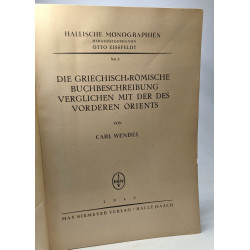 HALLISCHE MONOGRAPHIEN
HERAUSGEGEBEN VON
OTTO EISSFELDT
DIE GRIECHISCH-RÖMISCHE
BUCHBESCHREIBUNG
VERGLICHEN MIT DER DES
VORDEREN ORIENTS
VON
CARL WENDEL
MAX NIEMEYER VERLAG / HALLE (SAALE)